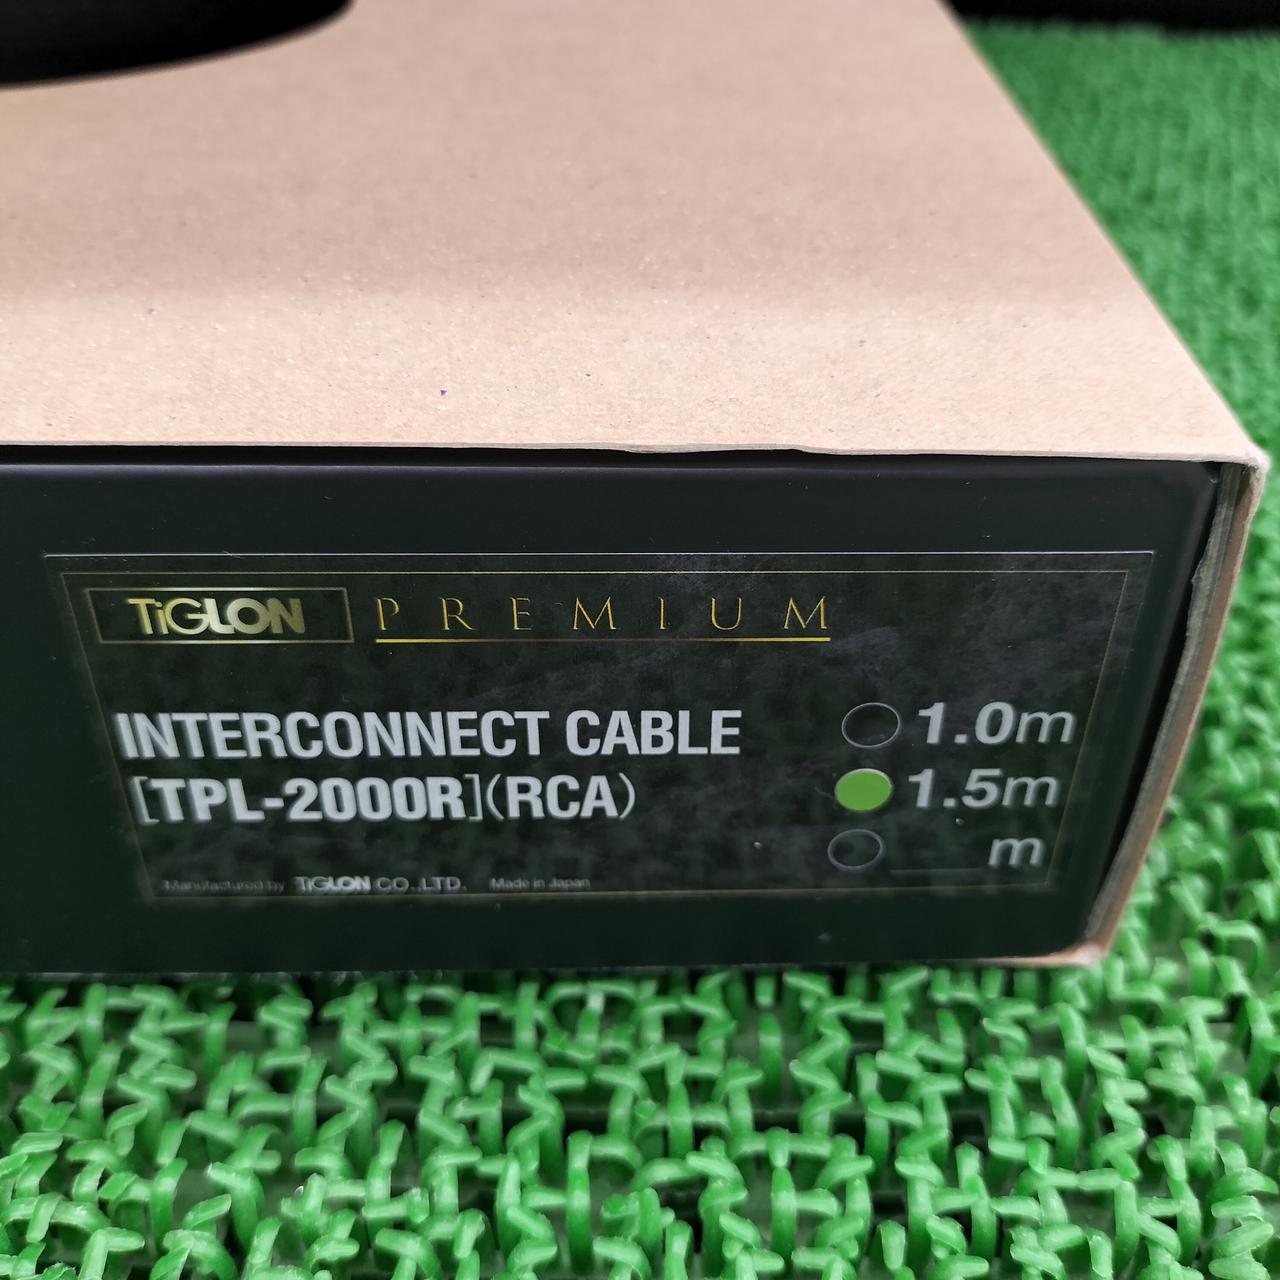 TiGLON PREMIUM
INTERCONNECT CABLE
[TPL-2000R](RCA)
1.0m
1.5m
m
Manufactured by TiGLON CO.,LTD. Made in Japan